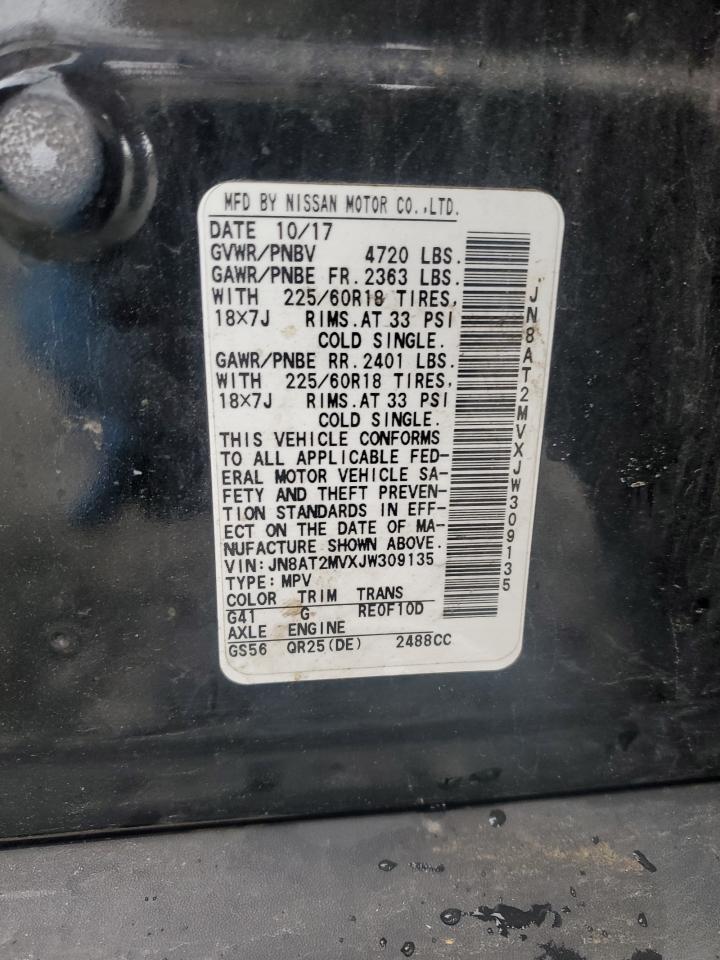 MFD BY NISSAN MOTOR CO.,LTD.
DATE 10/17
GVWR/PNBV 4720 LBS.
GAWR/PNBE FR.2363 LBS.
WITH 225/60R18 TIRES,
18×7J RIMS.AT 33 PSI
COLD SINGLE.
GAWR/PNBE RR.2401 LBS.
WITH 225/60R18 TIRES,
18×7J RIMS.AT 33 PSI
COLD SINGLE.
THIS VEHICLE CONFORMS
TO ALL APPLICABLE FED-
ERAL MOTOR VEHICLE SA-
FETY AND THEFT PREVEN-
TION STANDARDS IN EFF-
ECT ON THE DATE OF MA-
NUFACTURE SHOWN ABOVE.
VIN:JN8AT2MVXJW309135
TYPE:MPV
COLOR TRIM TRANS
G41 G RE0F10D
AXLE ENGINE
GS56 QR25(DE) 2488CC
JN8AT2MVXJW309135